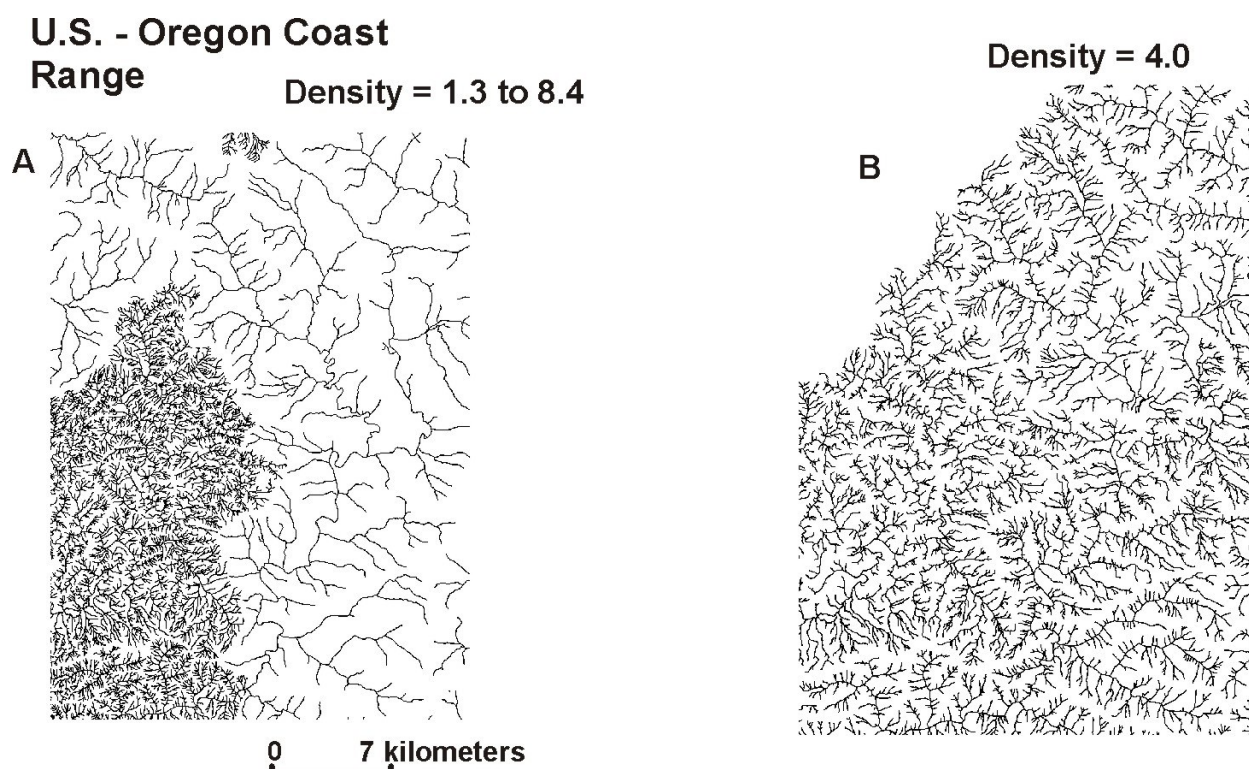 U.S. - Oregon Coast
Range
Density = 1.3 to 8.4
Density = 4.0
A
B
0 7 kilometers